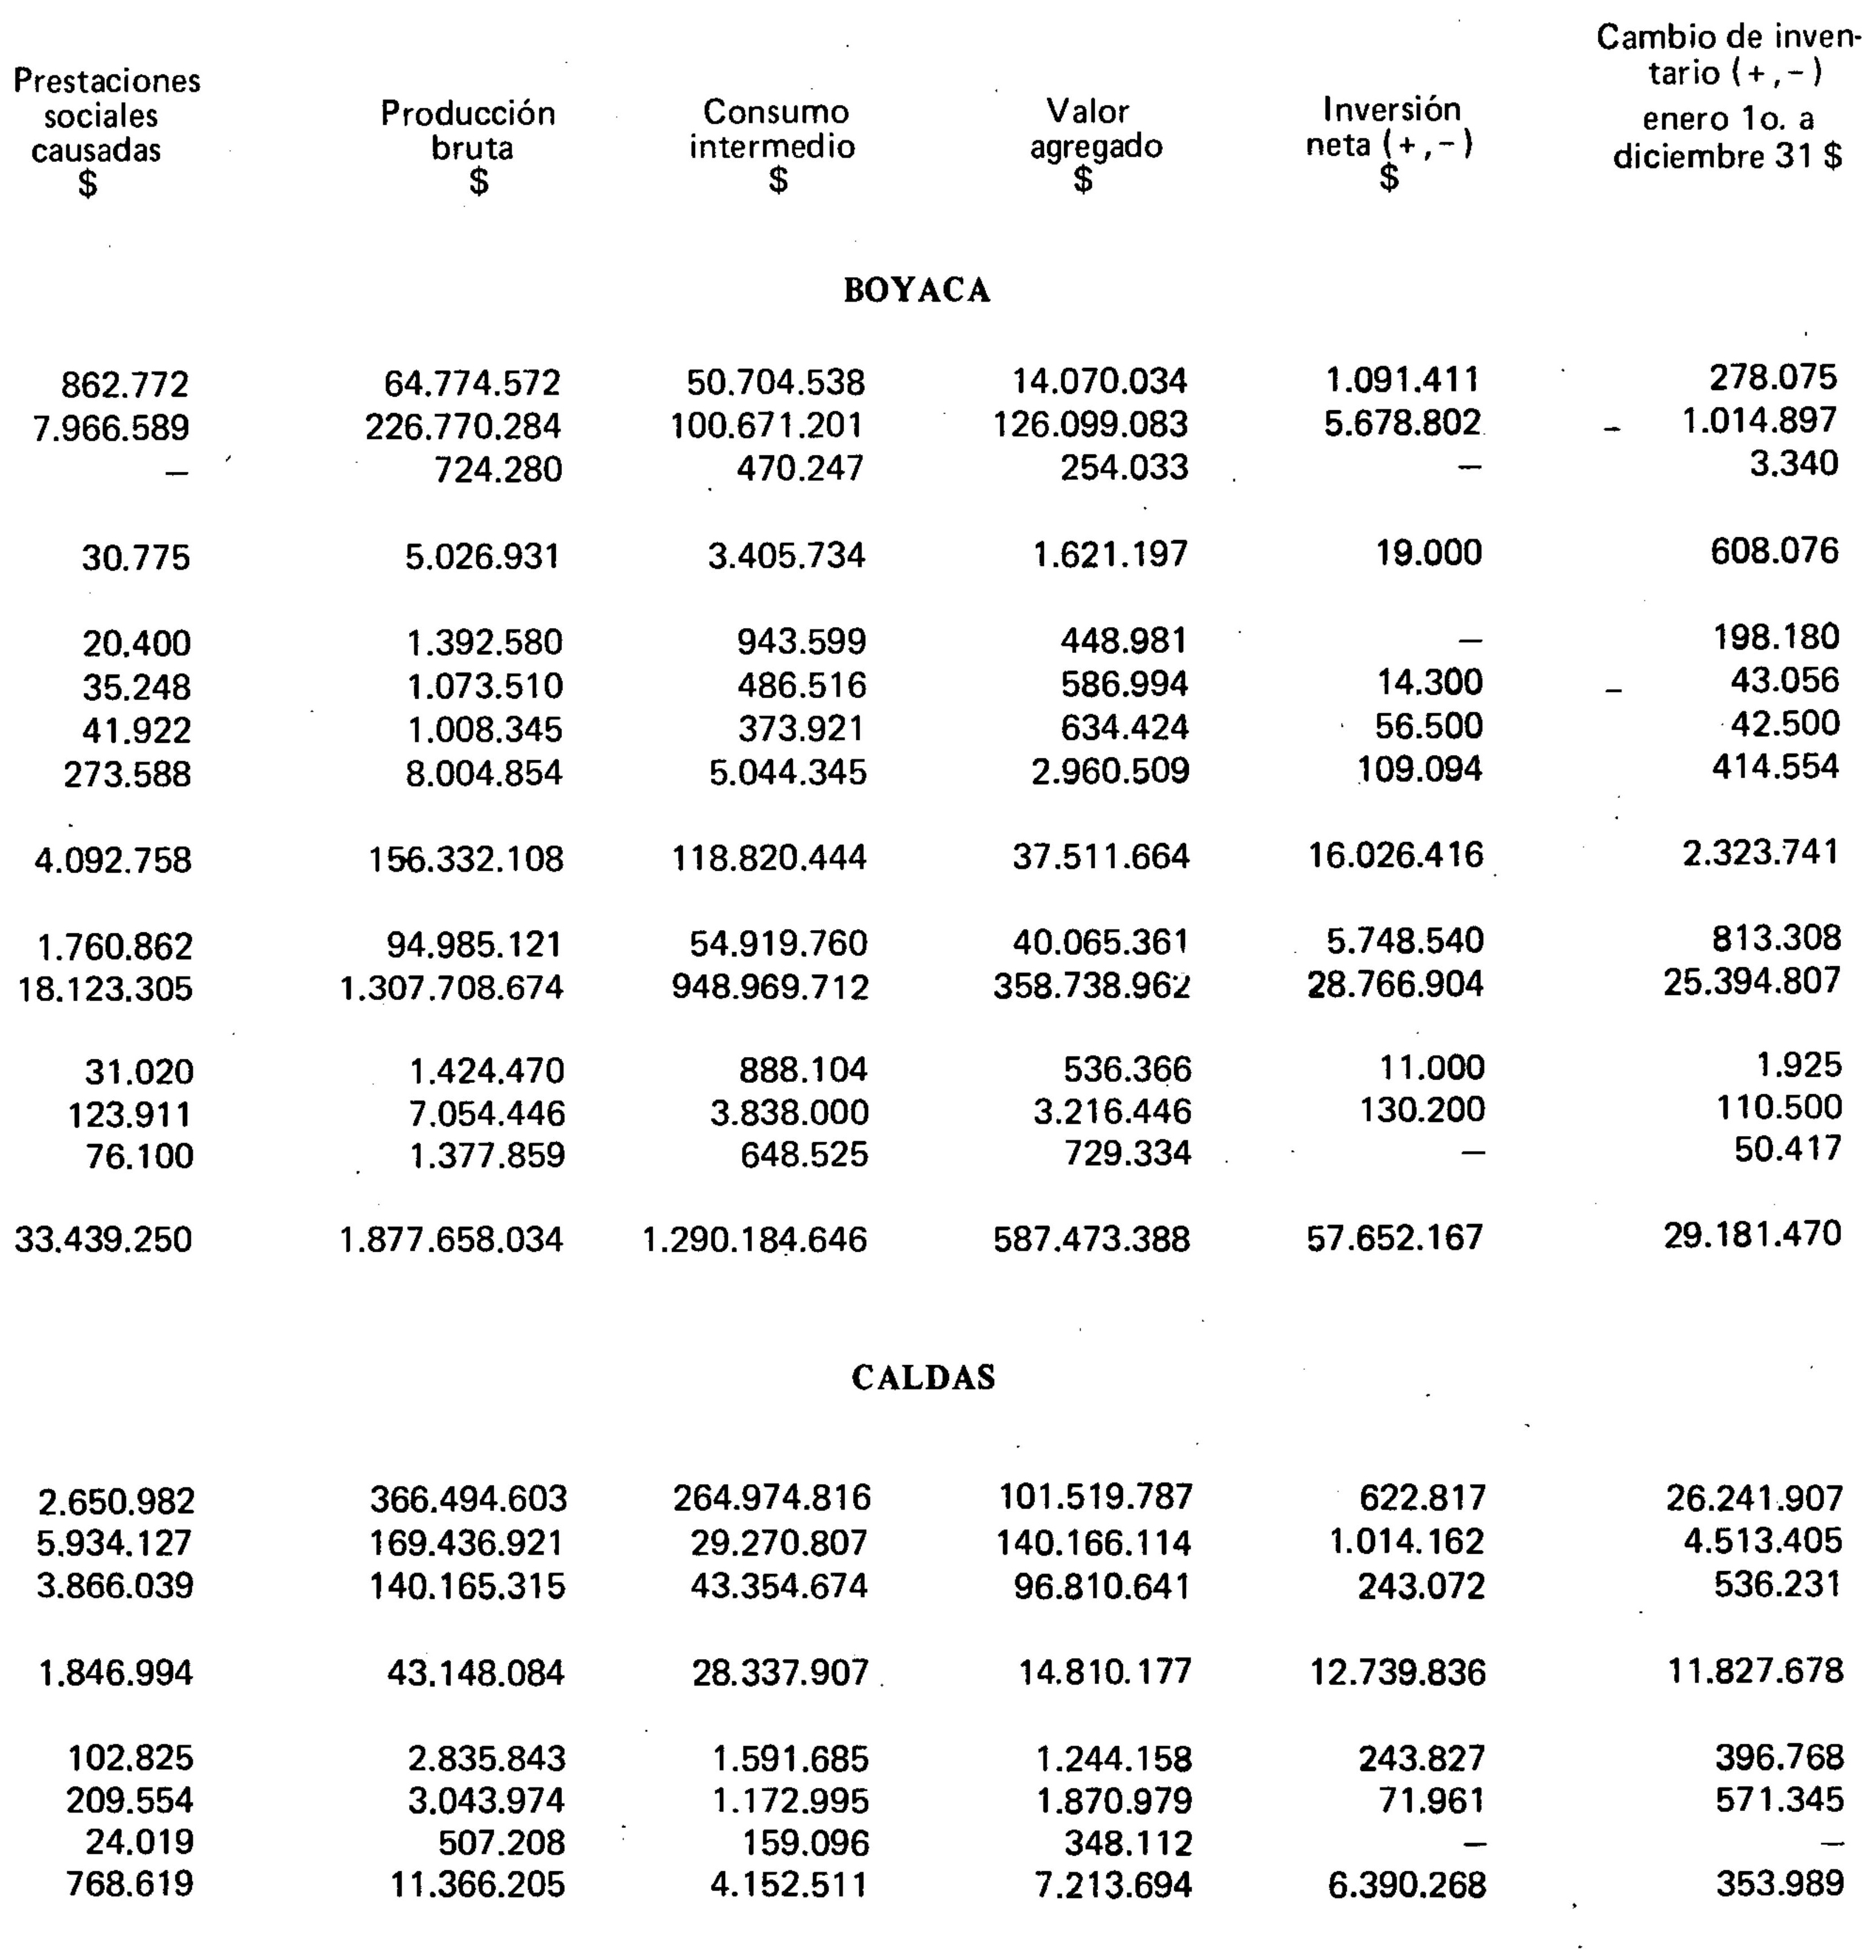 Prestaciones sociales causadas $ Producción bruta $ Consumo intermedio $ Valor agregado $ Inversión neta (+,-) $ Cambio de inven-tario (+,-) enero 1o. a diciembre 31 $
BOYACA
862.772 64.774.572 50.704.538 14.070.034 1.091.411 278.075
7.966.589 226.770.284 100.671.201 126.099.083 5.678.802 – 1.014.897
— 724.280 470.247 254.033 — 3.340
30.775 5.026.931 3.405.734 1.621.197 19.000 608.076
20.400 1.392.580 943.599 448.981 — 198.180
35.248 1.073.510 486.516 586.994 14.300 – 43.056
41.922 1.008.345 373.921 634.424 56.500 42.500
273.588 8.004.854 5.044.345 2.960.509 109.094 414.554
4.092.758 156.332.108 118.820.444 37.511.664 16.026.416 2.323.741
1.760.862 94.985.121 54.919.760 40.065.361 5.748.540 813.308
18.123.305 1.307.708.674 948.969.712 358.738.962 28.766.904 25.394.807
31.020 1.424.470 888.104 536.366 11.000 1.925
123.911 7.054.446 3.838.000 3.216.446 130.200 110.500
76.100 1.377.859 648.525 729.334 — 50.417
33.439.250 1.877.658.034 1.290.184.646 587.473.388 57.652.167 29.181.470
CALDAS
2.650.982 366.494.603 264.974.816 101.519.787 622.817 26.241.907
5.934.127 169.436.921 29.270.807 140.166.114 1.014.162 4.513.405
3.866.039 140.165.315 43.354.674 96.810.641 243.072 536.231
1.846.994 43.148.084 28.337.907 14.810.177 12.739.836 11.827.678
102.825 2.835.843 1.591.685 1.244.158 243.827 396.768
209.554 3.043.974 1.172.995 1.870.979 71.961 571.345
24.019 507.208 159.096 348.112 — —
768.619 11.366.205 4.152.511 7.213.694 6.390.268 353.989